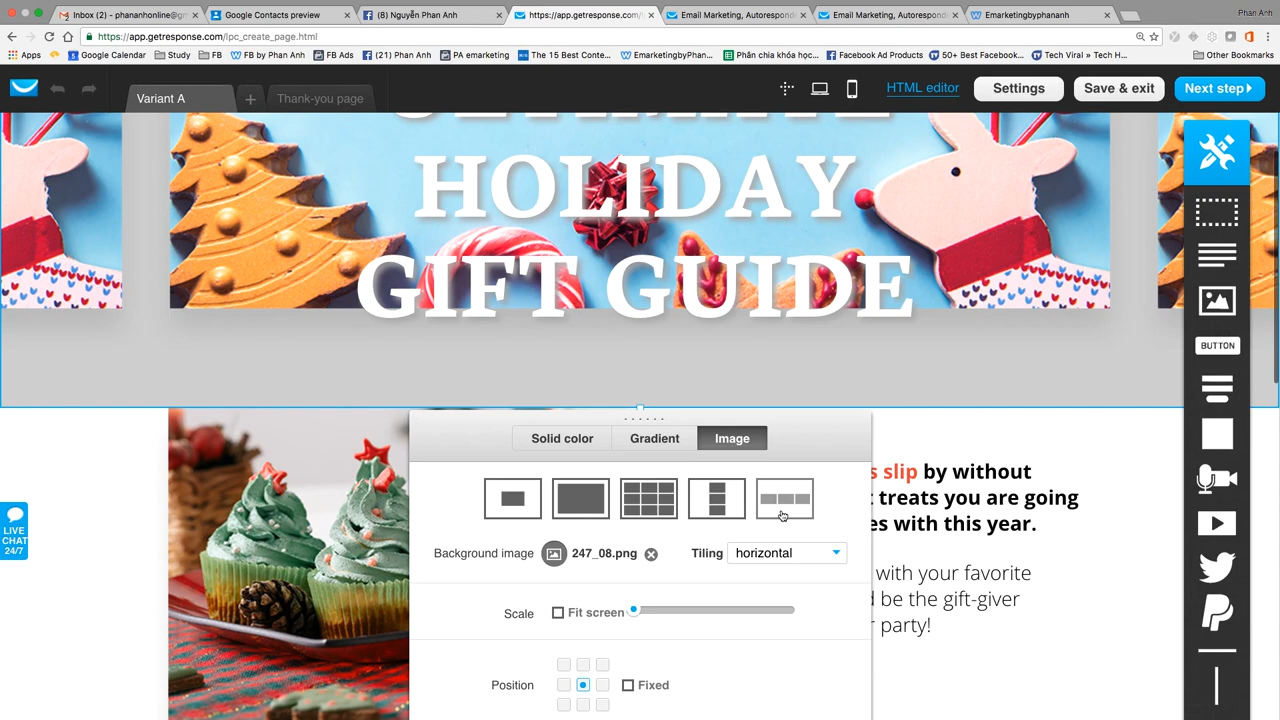 Inbox (2) - phananhonline@gm
Google Contacts preview
(8) Nguyễn Phan Anh
https://app.getresponse.com/
Email Marketing, Autorespond
Email Marketing, Autorespond
Emarketingbyphananh
Phan Anh
https://app.getresponse.com/lpc_create_page.html
Apps
Google Calendar
Study
FB
FB by Phan Anh
FB Ads
(21) Phan Anh
PA emarketing
The 15 Best Conte...
EmarketingbyPhan...
Phân chia khóa học...
Facebook Ad Products
50+ Best Facebook...
Tech Viral » Tech H...
Other Bookmarks
Variant A
Thank-you page
HTML editor
Settings
Save & exit
Next step
ULTIMATE
HOLIDAY
GIFT GUIDE
BUTTON
Solid color
Gradient
Image
s slip by without
treats you are going
es with this year.
Background image
247_08.png
Tiling
horizontal
LIVE
CHAT
24/7
with your favorite
d be the gift-giver
r party!
Scale
Fit screen
Position
Fixed